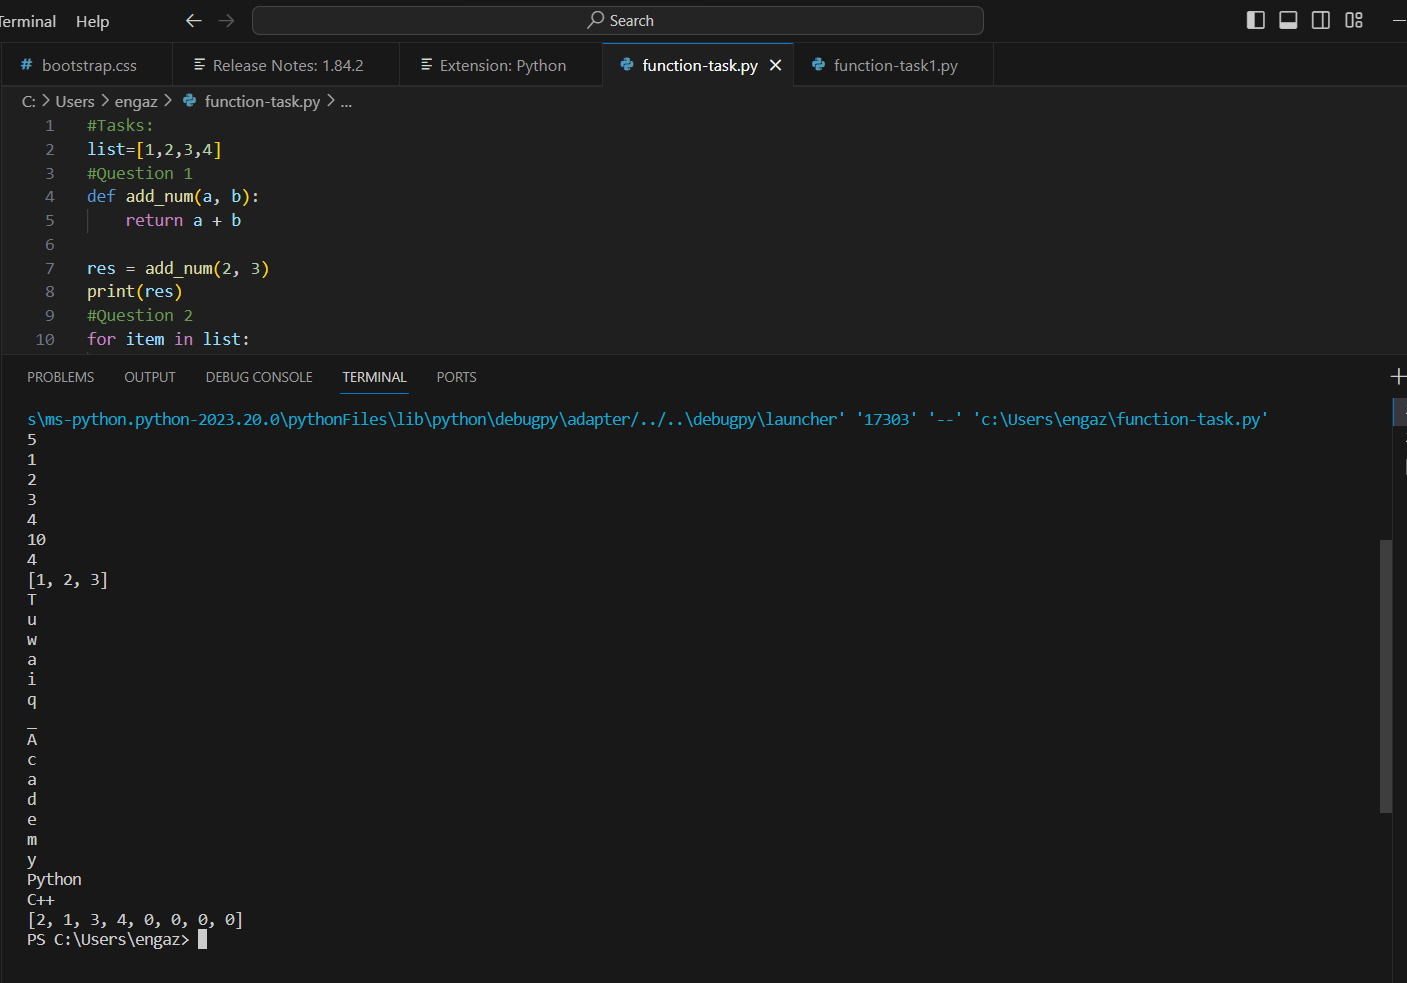 Terminal Help Search
bootstrap.css Release Notes: 1.84.2 Extension: Python function-task.py function-task1.py
C: > Users > engaz > function-task.py > ...
1 #Tasks:
2 list=[1,2,3,4]
3 #Question 1
4 def add_num(a, b):
5 return a + b
6
7 res = add_num(2, 3)
8 print(res)
9 #Question 2
10 for item in list:
PROBLEMS OUTPUT DEBUG CONSOLE TERMINAL PORTS
s\ms-python.python-2023.20.0\pythonFiles\lib\python\debugpy\adapter/../..\debugpy\launcher' '17303' '--' 'c:\Users\engaz\function-task.py'
5
1
2
3
4
10
4
[1, 2, 3]
T
u
w
a
i
q
_
A
c
a
d
e
m
y
Python
C++
[2, 1, 3, 4, 0, 0, 0, 0]
PS C:\Users\engaz>